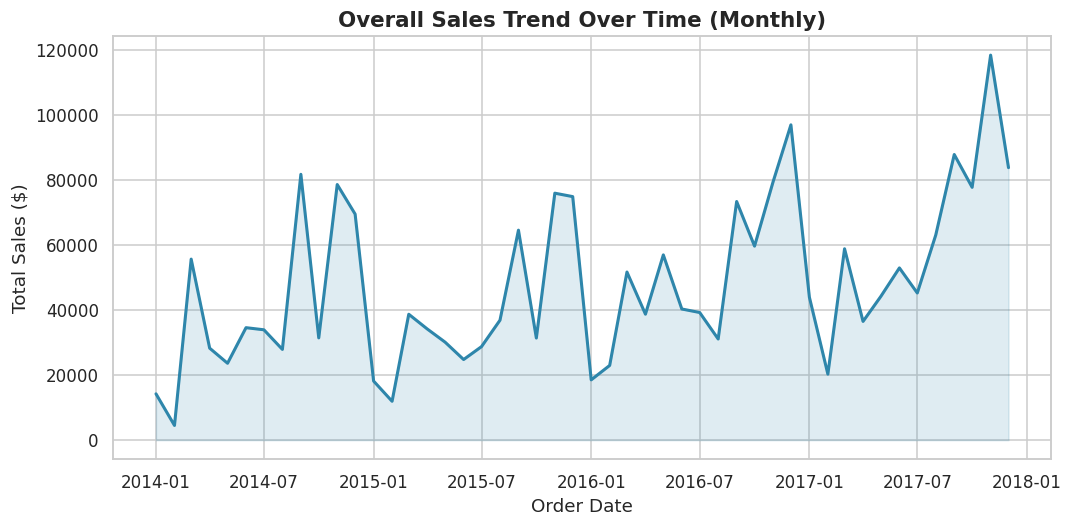 Overall Sales Trend Over Time (Monthly)
120000
100000
80000
60000
40000
20000
0
Total Sales ($)
2014-01 2014-07 2015-01 2015-07 2016-01 2016-07 2017-01 2017-07 2018-01
Order Date